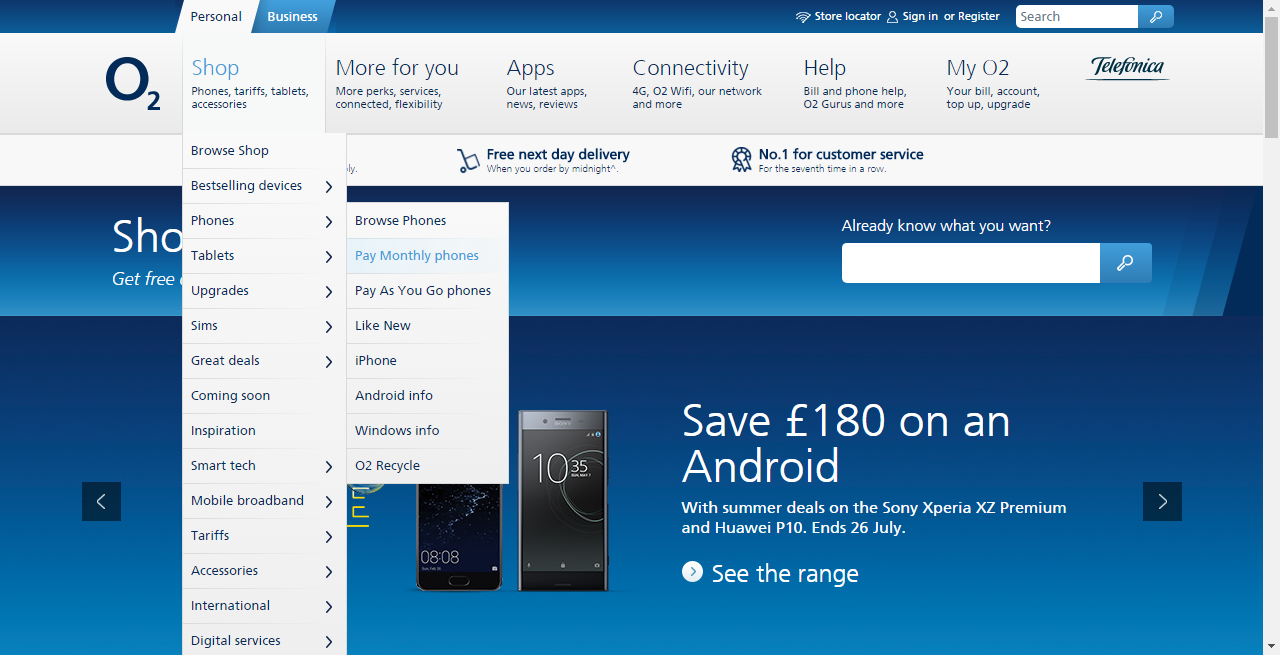 Personal
Business
Store locator
Sign in or Register
Search
O2
Shop
Phones, tariffs, tablets,
accessories
More for you
More perks, services,
connected, flexibility
Apps
Our latest apps,
news, reviews
Connectivity
4G, O2 Wifi, our network
and more
Help
Bill and phone help,
O2 Gurus and more
My O2
Your bill, account,
top up, upgrade
Telefónica
Free next day delivery
When you order by midnight^.
No.1 for customer service
For the seventh time in a row.
Sho
Get free
Already know what you want?
Browse Shop
Bestselling devices
Phones
Tablets
Upgrades
Sims
Great deals
Coming soon
Inspiration
Smart tech
Mobile broadband
Tariffs
Accessories
International
Digital services
Browse Phones
Pay Monthly phones
Pay As You Go phones
Like New
iPhone
Android info
Windows info
O2 Recycle
08:08
SONY
10:35
Save £180 on an
Android
With summer deals on the Sony Xperia XZ Premium
and Huawei P10. Ends 26 July.
See the range